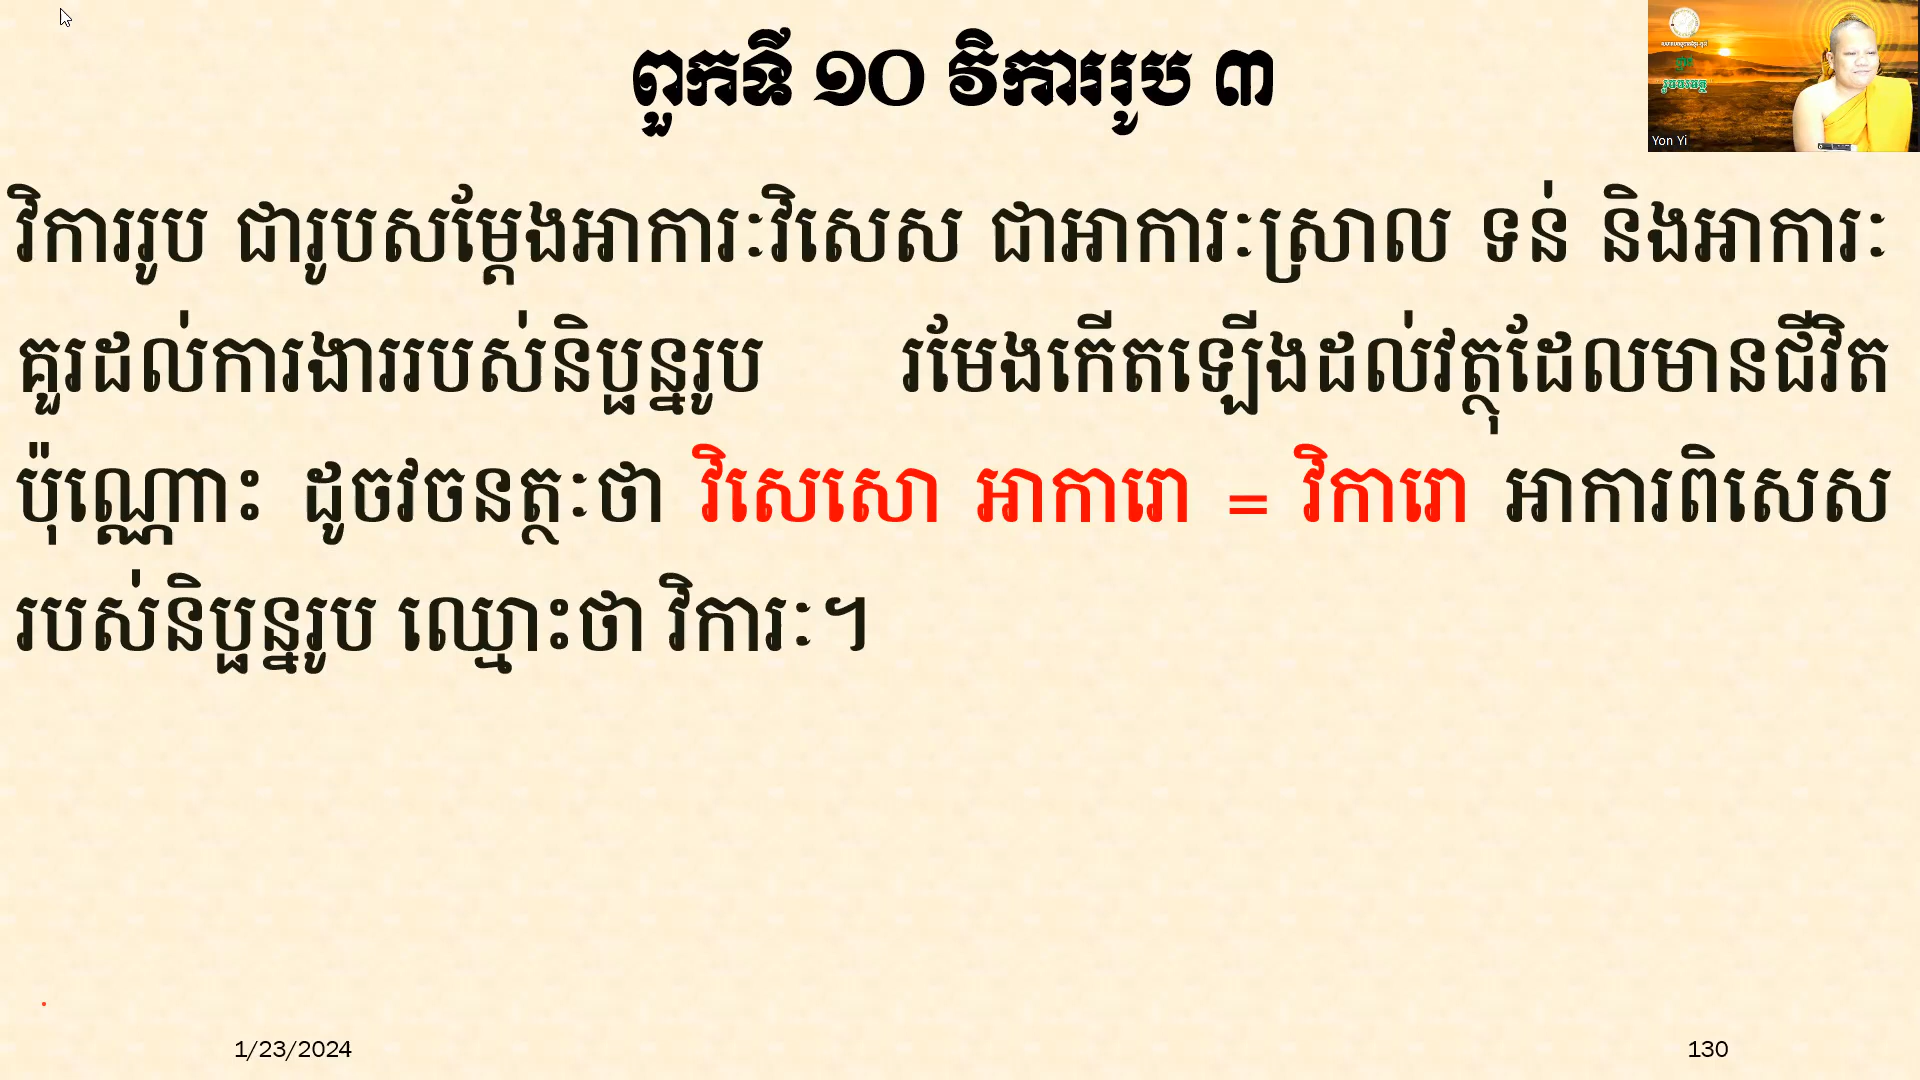 ពួកទី ១០ វិការរូប ៣
វិការរូប ជារូបសម្ដែងអាការៈវិសេស ជាអាការៈស្រាល ទន់ និងអាការៈ
គួរដល់ការងាររបស់និប្ផន្នរូប រមែងកើតឡើងដល់វត្ថុដែលមានជីវិត
ប៉ុណ្ណោះ ដូចវចនត្ថៈថា វិសេសោ អាការោ = វិការោ អាការពិសេស
របស់និប្ផន្នរូប ឈ្មោះថា វិការៈ។
Yon Yi
1/23/2024
130